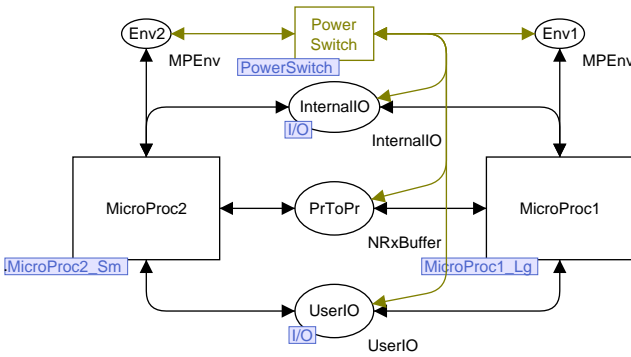 Env2
Power
Switch
Env1
MPEnv
PowerSwitch
MPEnv
InternalIO
I/O
InternalIO
MicroProc2
PrToPr
MicroProc1
NRxBuffer
.MicroProc2_Sm
MicroProc1_Lg
UserIO
I/O
UserIO